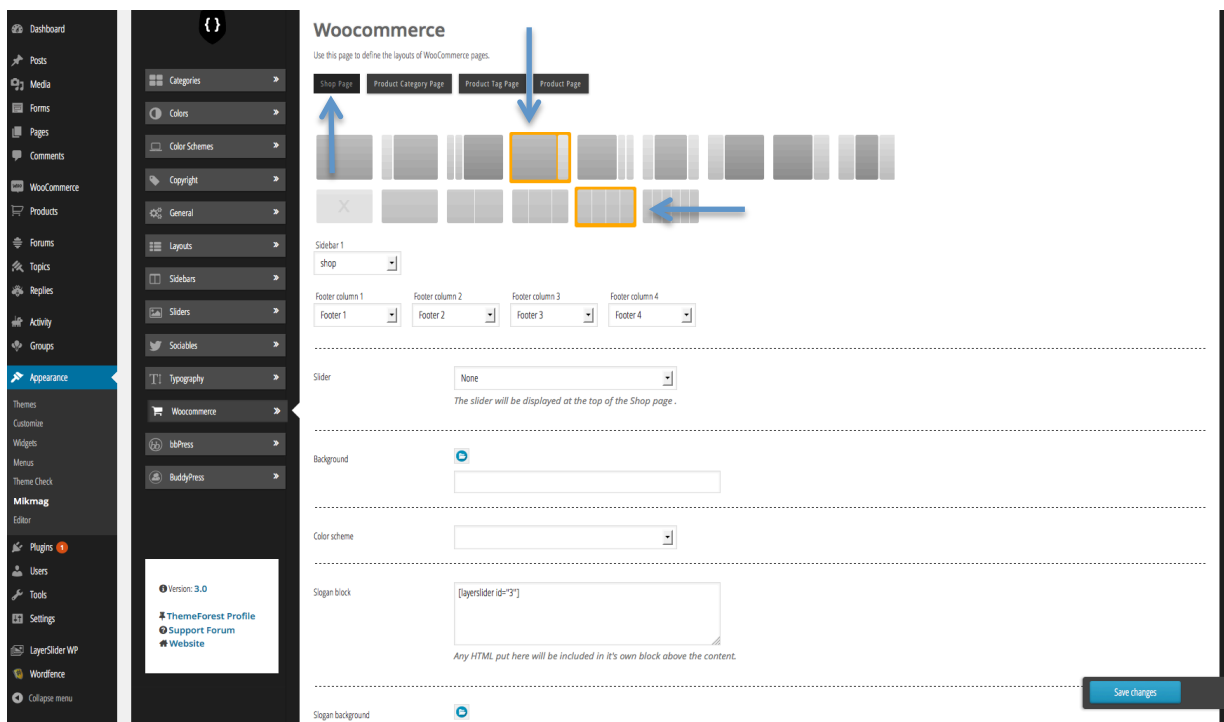 Dashboard
Posts
Media
Forms
Pages
Comments
WooCommerce
Products
Forums
Topics
Replies
Activity
Groups
Appearance
Themes
Customize
Widgets
Menus
Theme Check
Mikmag
Editor
Plugins 1
Users
Tools
Settings
LayerSlider WP
Wordfence
Collapse menu
{ }
Categories »
Colors »
Color Schemes »
Copyright »
General »
Layouts »
Sidebars »
Sliders »
Sociables »
Typography »
Woocommerce »
bbPress »
BuddyPress »
Version: 3.0
ThemeForest Profile
Support Forum
Website
Woocommerce
Use this page to define the layouts of WooCommerce pages.
Shop Page Product Category Page Product Tag Page Product Page
X
Sidebar 1
shop
Footer column 1 Footer column 2 Footer column 3 Footer column 4
Footer 1 Footer 2 Footer 3 Footer 4
Slider None
The slider will be displayed at the top of the Shop page .
Background
Color scheme
Slogan block [layerslider id="3"]
Any HTML put here will be included in it's own block above the content.
Save changes
Slogan background